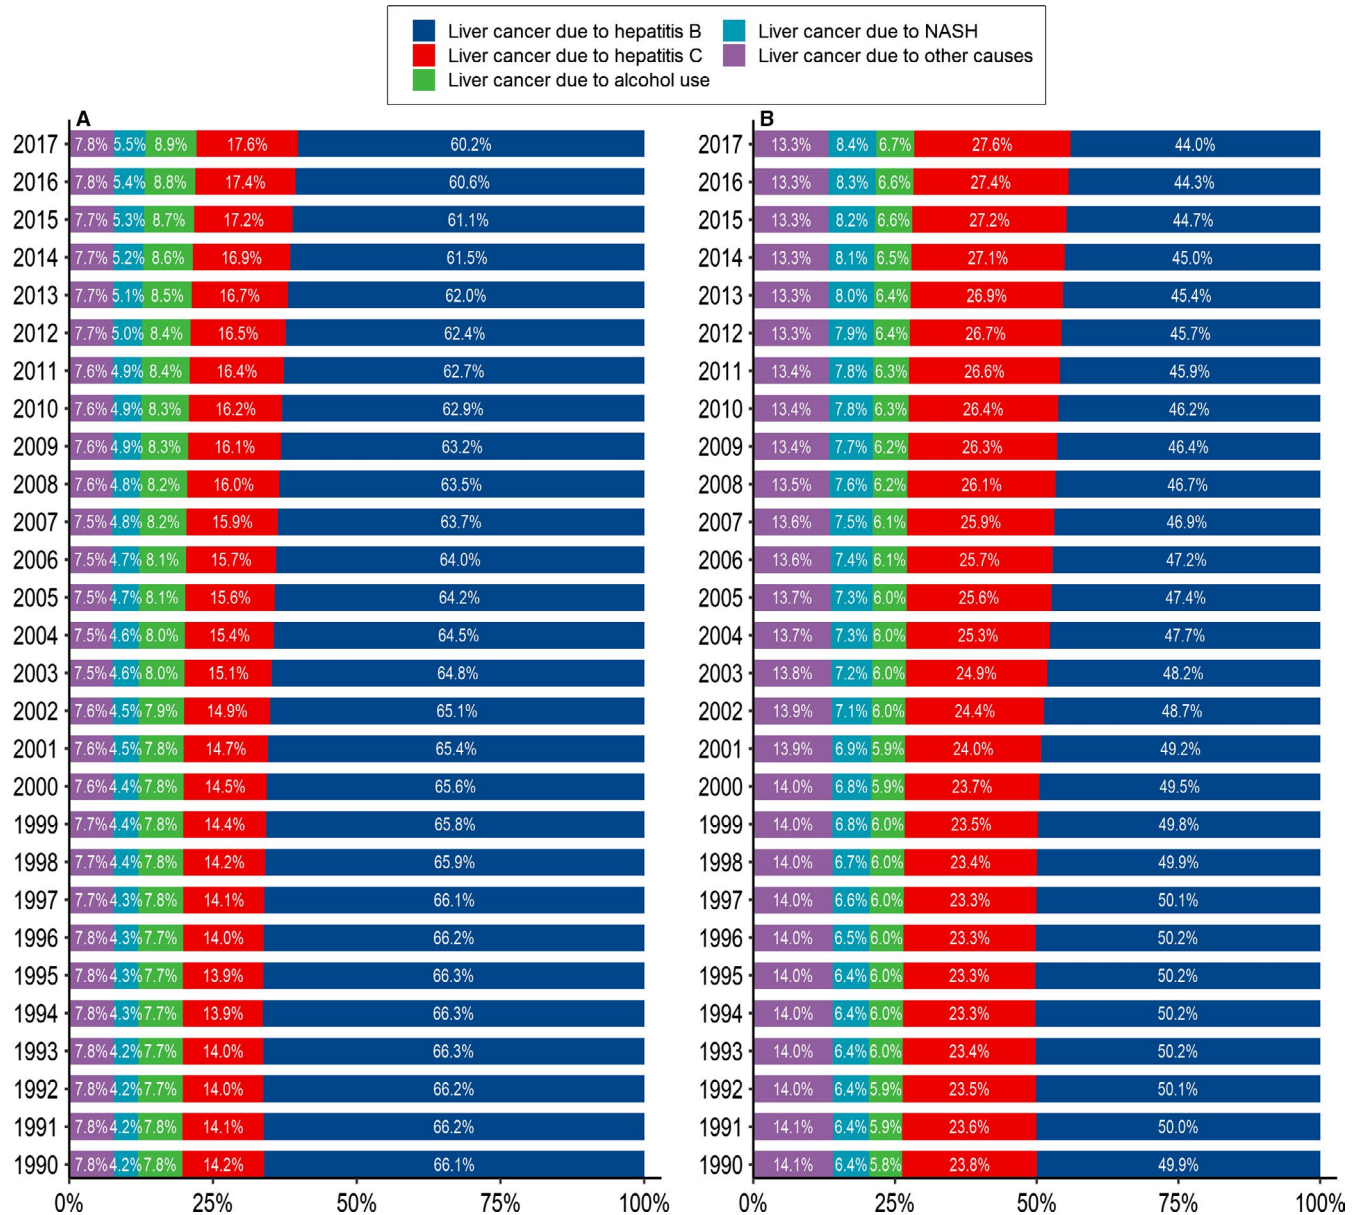 Liver cancer due to hepatitis B Liver cancer due to NASH
Liver cancer due to hepatitis C Liver cancer due to other causes
Liver cancer due to alcohol use
A
2017 7.8% 5.5% 8.9% 17.6% 60.2%
2016 7.8% 5.4% 8.8% 17.4% 60.6%
2015 7.7% 5.3% 8.7% 17.2% 61.1%
2014 7.7% 5.2% 8.6% 16.9% 61.5%
2013 7.7% 5.1% 8.5% 16.7% 62.0%
2012 7.7% 5.0% 8.4% 16.5% 62.4%
2011 7.6% 4.9% 8.4% 16.4% 62.7%
2010 7.6% 4.9% 8.3% 16.2% 62.9%
2009 7.6% 4.9% 8.3% 16.1% 63.2%
2008 7.6% 4.8% 8.2% 16.0% 63.5%
2007 7.5% 4.8% 8.2% 15.9% 63.7%
2006 7.5% 4.7% 8.1% 15.7% 64.0%
2005 7.5% 4.7% 8.1% 15.6% 64.2%
2004 7.5% 4.6% 8.0% 15.4% 64.5%
2003 7.5% 4.6% 8.0% 15.1% 64.8%
2002 7.6% 4.5% 7.9% 14.9% 65.1%
2001 7.6% 4.5% 7.8% 14.7% 65.4%
2000 7.6% 4.4% 7.8% 14.5% 65.6%
1999 7.7% 4.4% 7.8% 14.4% 65.8%
1998 7.7% 4.4% 7.8% 14.2% 65.9%
1997 7.7% 4.3% 7.8% 14.1% 66.1%
1996 7.8% 4.3% 7.7% 14.0% 66.2%
1995 7.8% 4.3% 7.7% 13.9% 66.3%
1994 7.8% 4.3% 7.7% 13.9% 66.3%
1993 7.8% 4.2% 7.7% 14.0% 66.3%
1992 7.8% 4.2% 7.7% 14.0% 66.2%
1991 7.8% 4.2% 7.8% 14.1% 66.2%
1990 7.8% 4.2% 7.8% 14.2% 66.1%
0% 25% 50% 75% 100%
B
2017 13.3% 8.4% 6.7% 27.6% 44.0%
2016 13.3% 8.3% 6.6% 27.4% 44.3%
2015 13.3% 8.2% 6.6% 27.2% 44.7%
2014 13.3% 8.1% 6.5% 27.1% 45.0%
2013 13.3% 8.0% 6.4% 26.9% 45.4%
2012 13.3% 7.9% 6.4% 26.7% 45.7%
2011 13.4% 7.8% 6.3% 26.6% 45.9%
2010 13.4% 7.8% 6.3% 26.4% 46.2%
2009 13.4% 7.7% 6.2% 26.3% 46.4%
2008 13.5% 7.6% 6.2% 26.1% 46.7%
2007 13.6% 7.5% 6.1% 25.9% 46.9%
2006 13.6% 7.4% 6.1% 25.7% 47.2%
2005 13.7% 7.3% 6.0% 25.6% 47.4%
2004 13.7% 7.3% 6.0% 25.3% 47.7%
2003 13.8% 7.2% 6.0% 24.9% 48.2%
2002 13.9% 7.1% 6.0% 24.4% 48.7%
2001 13.9% 6.9% 5.9% 24.0% 49.2%
2000 14.0% 6.8% 5.9% 23.7% 49.5%
1999 14.0% 6.8% 6.0% 23.5% 49.8%
1998 14.0% 6.7% 6.0% 23.4% 49.9%
1997 14.0% 6.6% 6.0% 23.3% 50.1%
1996 14.0% 6.5% 6.0% 23.3% 50.2%
1995 14.0% 6.4% 6.0% 23.3% 50.2%
1994 14.0% 6.4% 6.0% 23.3% 50.2%
1993 14.0% 6.4% 6.0% 23.4% 50.2%
1992 14.0% 6.4% 5.9% 23.5% 50.1%
1991 14.1% 6.4% 5.9% 23.6% 50.0%
1990 14.1% 6.4% 5.8% 23.8% 49.9%
0% 25% 50% 75% 100%